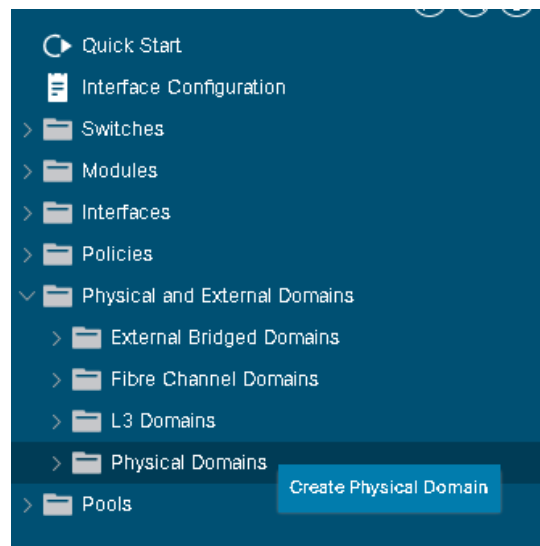 Quick Start
Interface Configuration
Switches
Modules
Interfaces
Policies
Physical and External Domains
External Bridged Domains
Fibre Channel Domains
L3 Domains
Physical Domains
Create Physical Domain
Pools